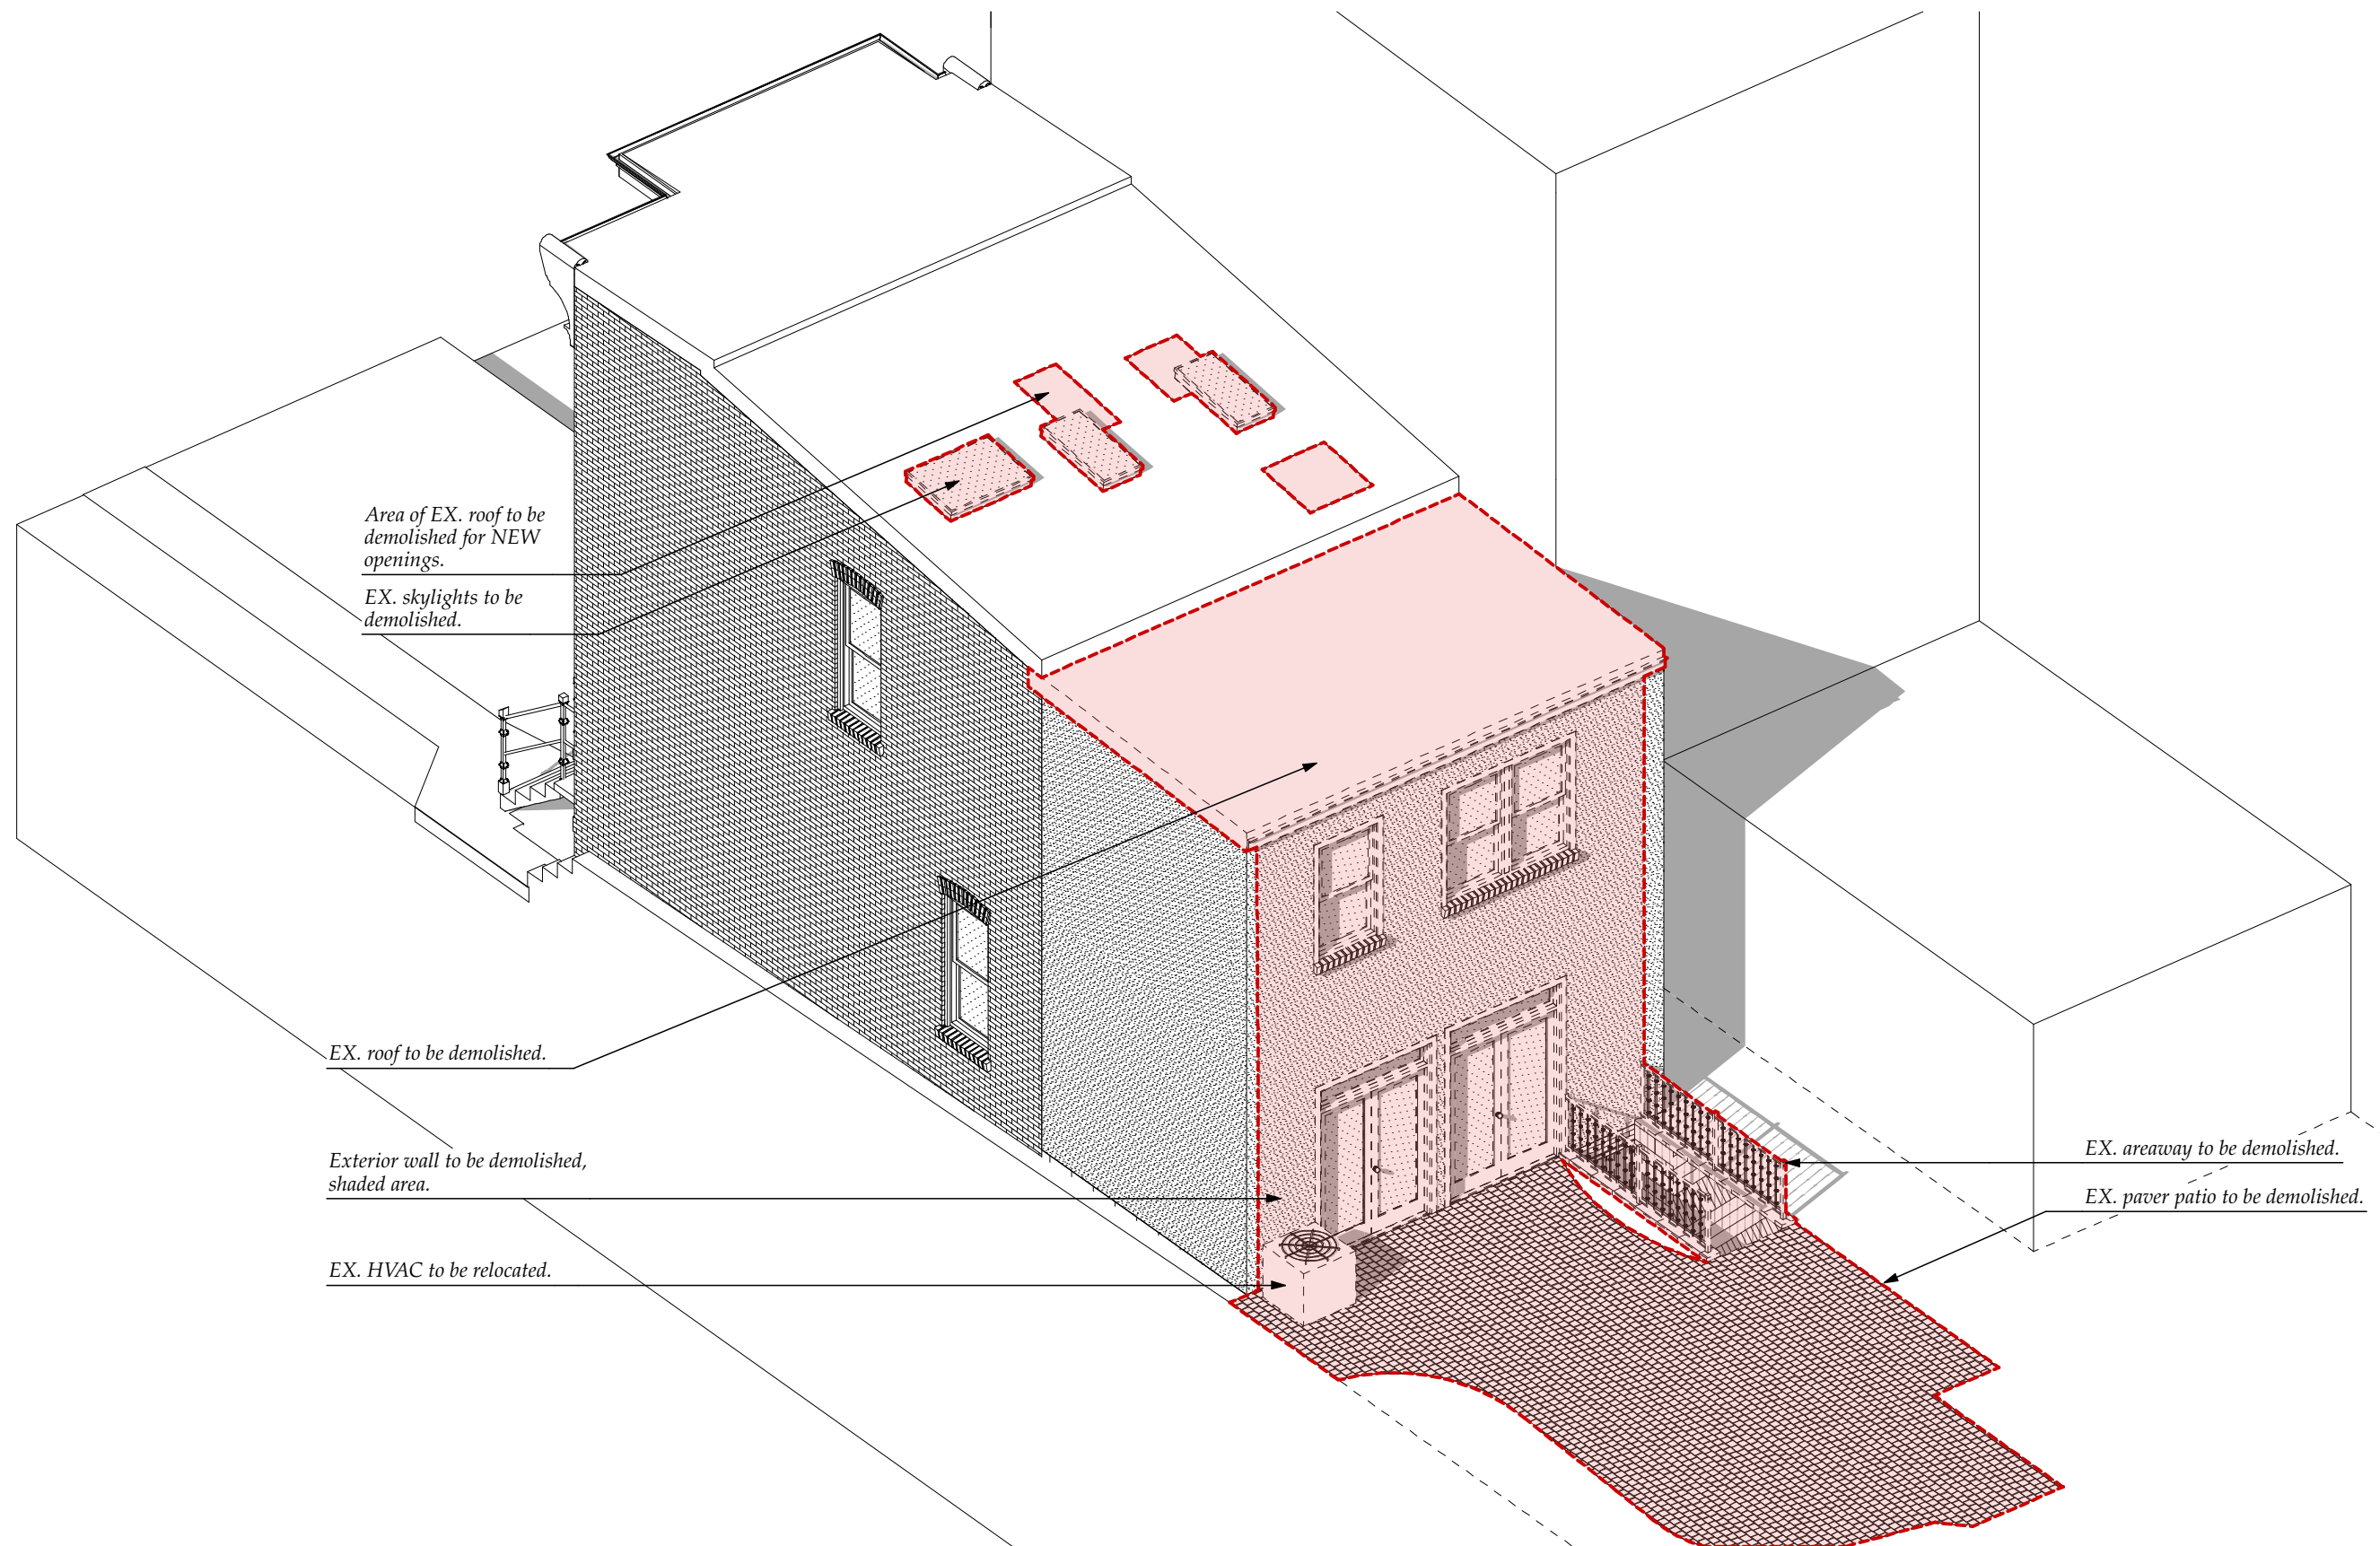 Area of EX. roof to be
demolished for NEW
openings.
EX. skylights to be
demolished.
EX. roof to be demolished.
Exterior wall to be demolished,
shaded area.
EX. HVAC to be relocated.
EX. areaway to be demolished.
EX. paver patio to be demolished.